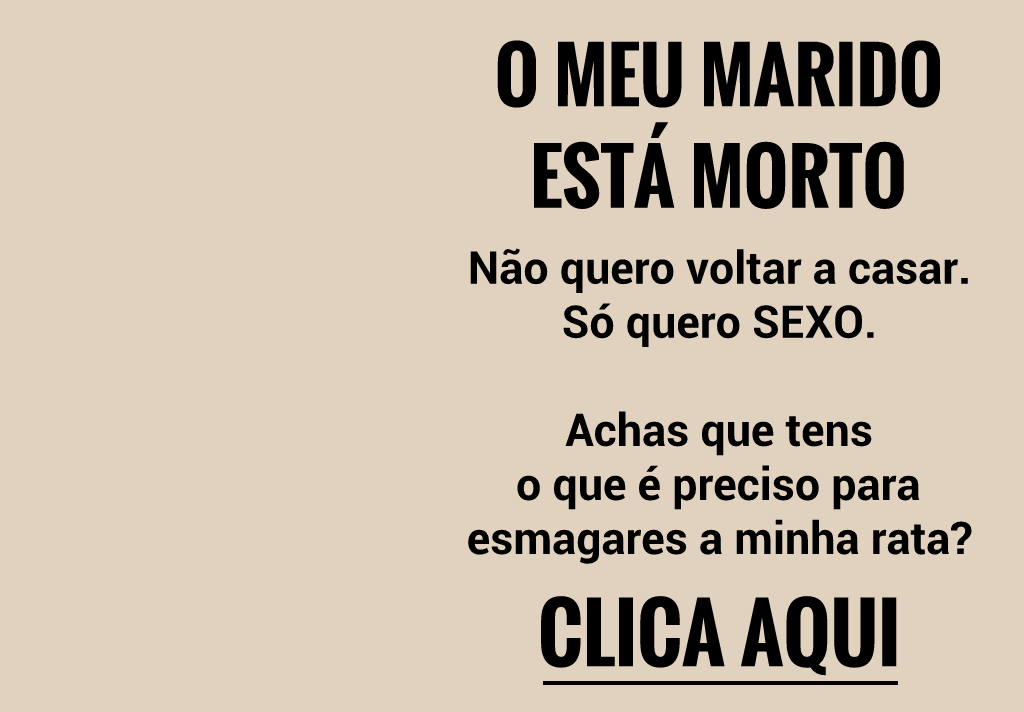 O MEU MARIDO
ESTÁ MORTO
Não quero voltar a casar.
Só quero SEXO.
Achas que tens
o que é preciso para
esmagares a minha rata?
CLICA AQUI